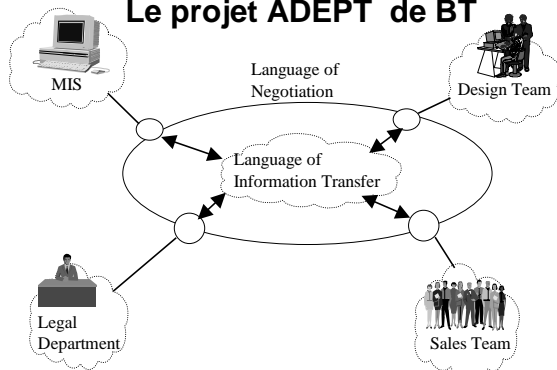 Le projet ADEPT de BT
MIS
Language of
Negotiation
Design Team
Language of
Information Transfer
Legal
Department
Sales Team